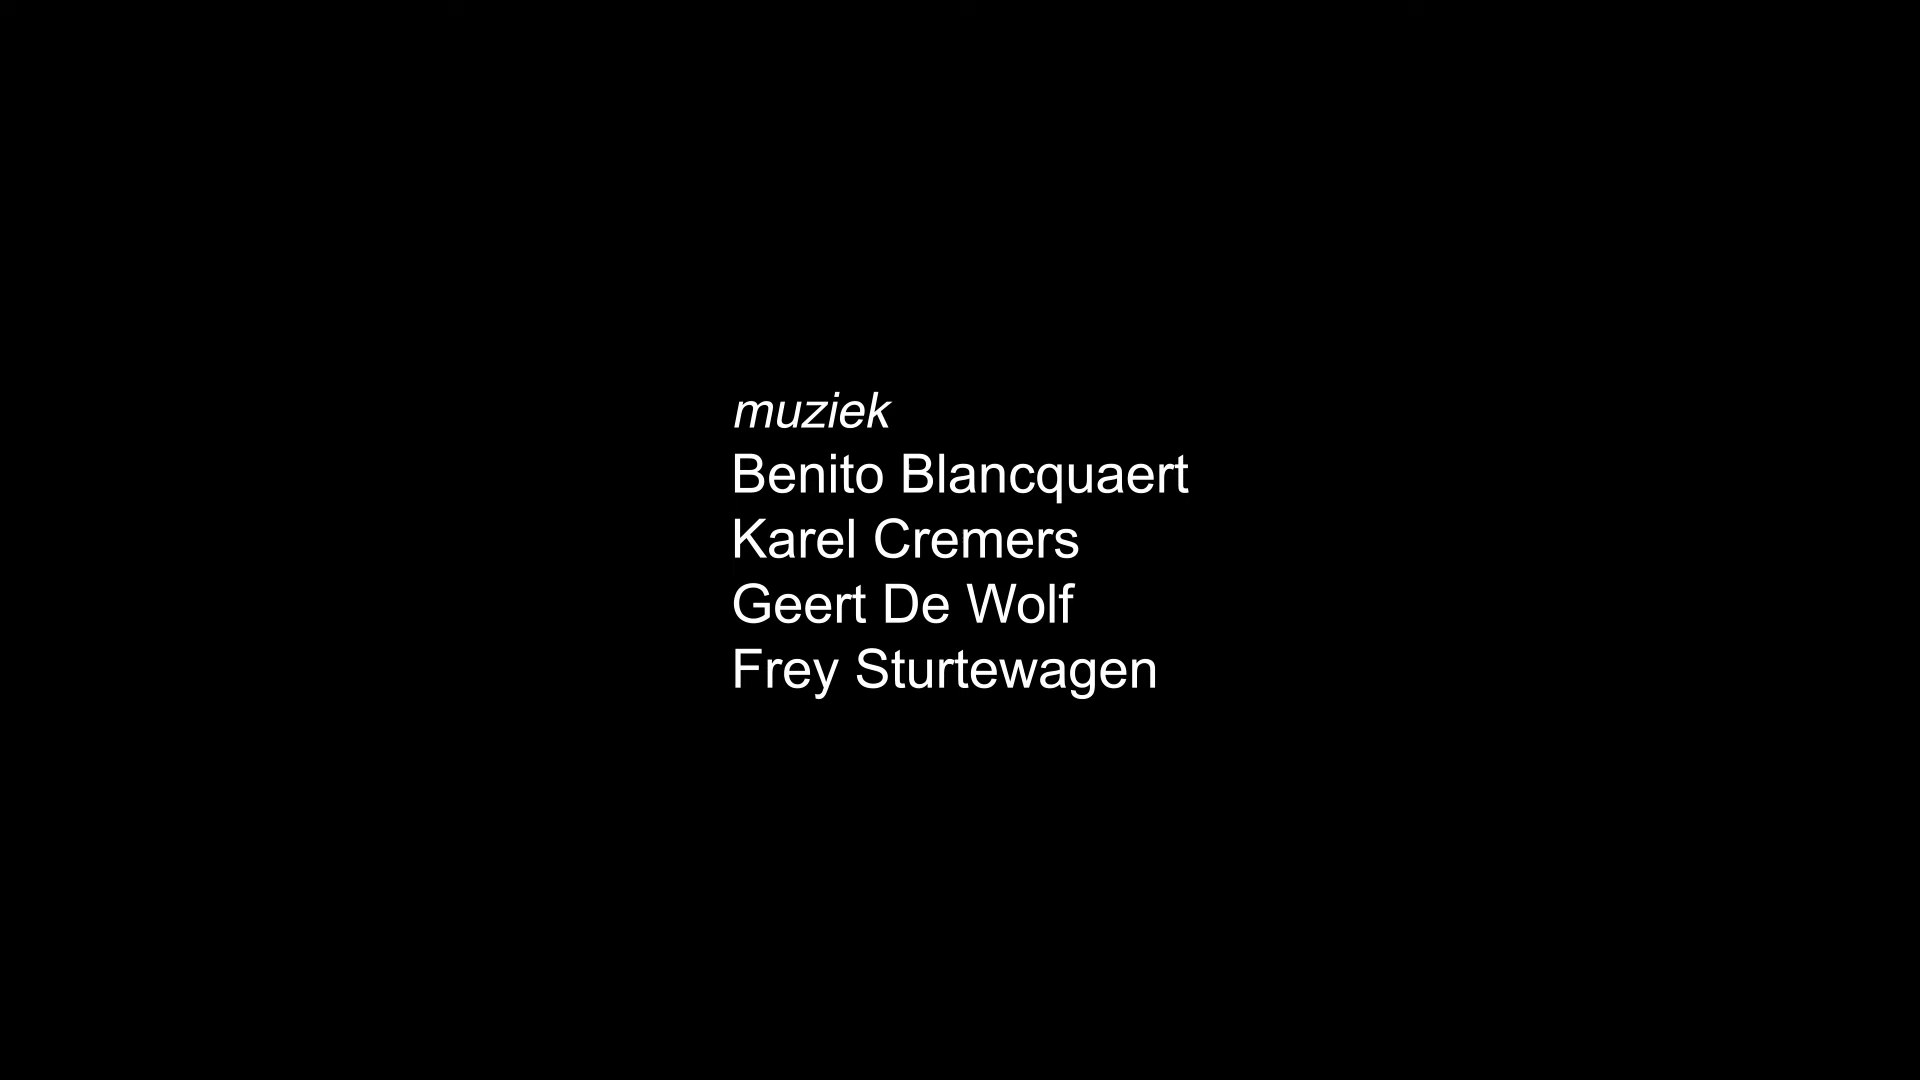 muziek
Benito Blancquaert
Karel Cremers
Geert De Wolf
Frey Sturtewagen